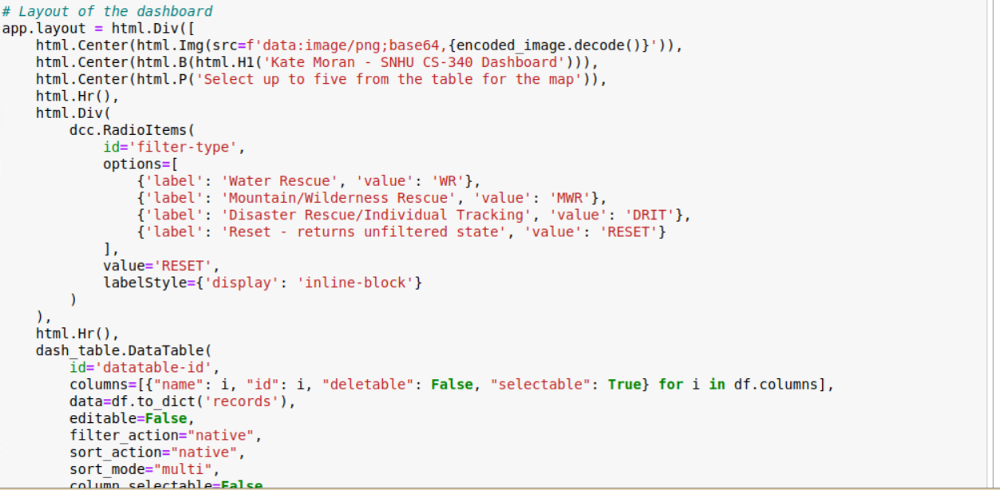 # Layout of the dashboard
app.layout = html.Div([
    html.Center(html.Img(src=f'data:image/png;base64,{encoded_image.decode()}')),
    html.Center(html.B(html.H1('Kate Moran - SNHU CS-340 Dashboard'))),
    html.Center(html.P('Select up to five from the table for the map')),
    html.Hr(),
    html.Div(
        dcc.RadioItems(
            id='filter-type',
            options=[
                {'label': 'Water Rescue', 'value': 'WR'},
                {'label': 'Mountain/Wilderness Rescue', 'value': 'MWR'},
                {'label': 'Disaster Rescue/Individual Tracking', 'value': 'DRIT'},
                {'label': 'Reset - returns unfiltered state', 'value': 'RESET'}
            ],
            value='RESET',
            labelStyle={'display': 'inline-block'}
        )
    ),
    html.Hr(),
    dash_table.DataTable(
        id='datatable-id',
        columns=[{"name": i, "id": i, "deletable": False, "selectable": True} for i in df.columns],
        data=df.to_dict('records'),
        editable=False,
        filter_action="native",
        sort_action="native",
        sort_mode="multi",
        column_selectable=False